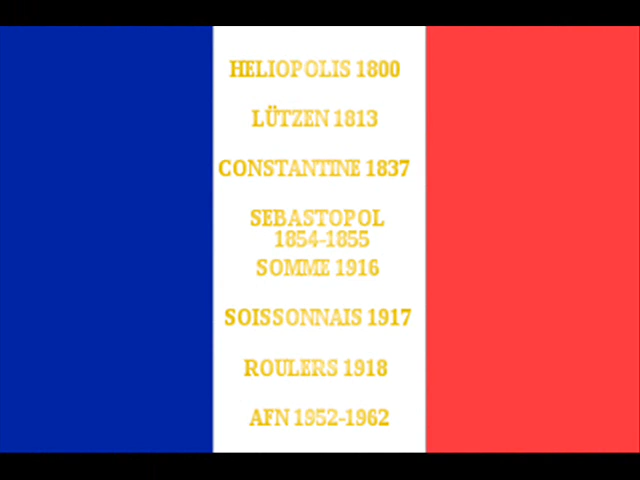 HELIOPOLIS 1800
LÜTZEN 1813
CONSTANTINE 1837
SEBASTOPOL
1854-1855
SOMME 1916
SOISSONNAIS 1917
ROULERS 1918
AFN 1952-1962